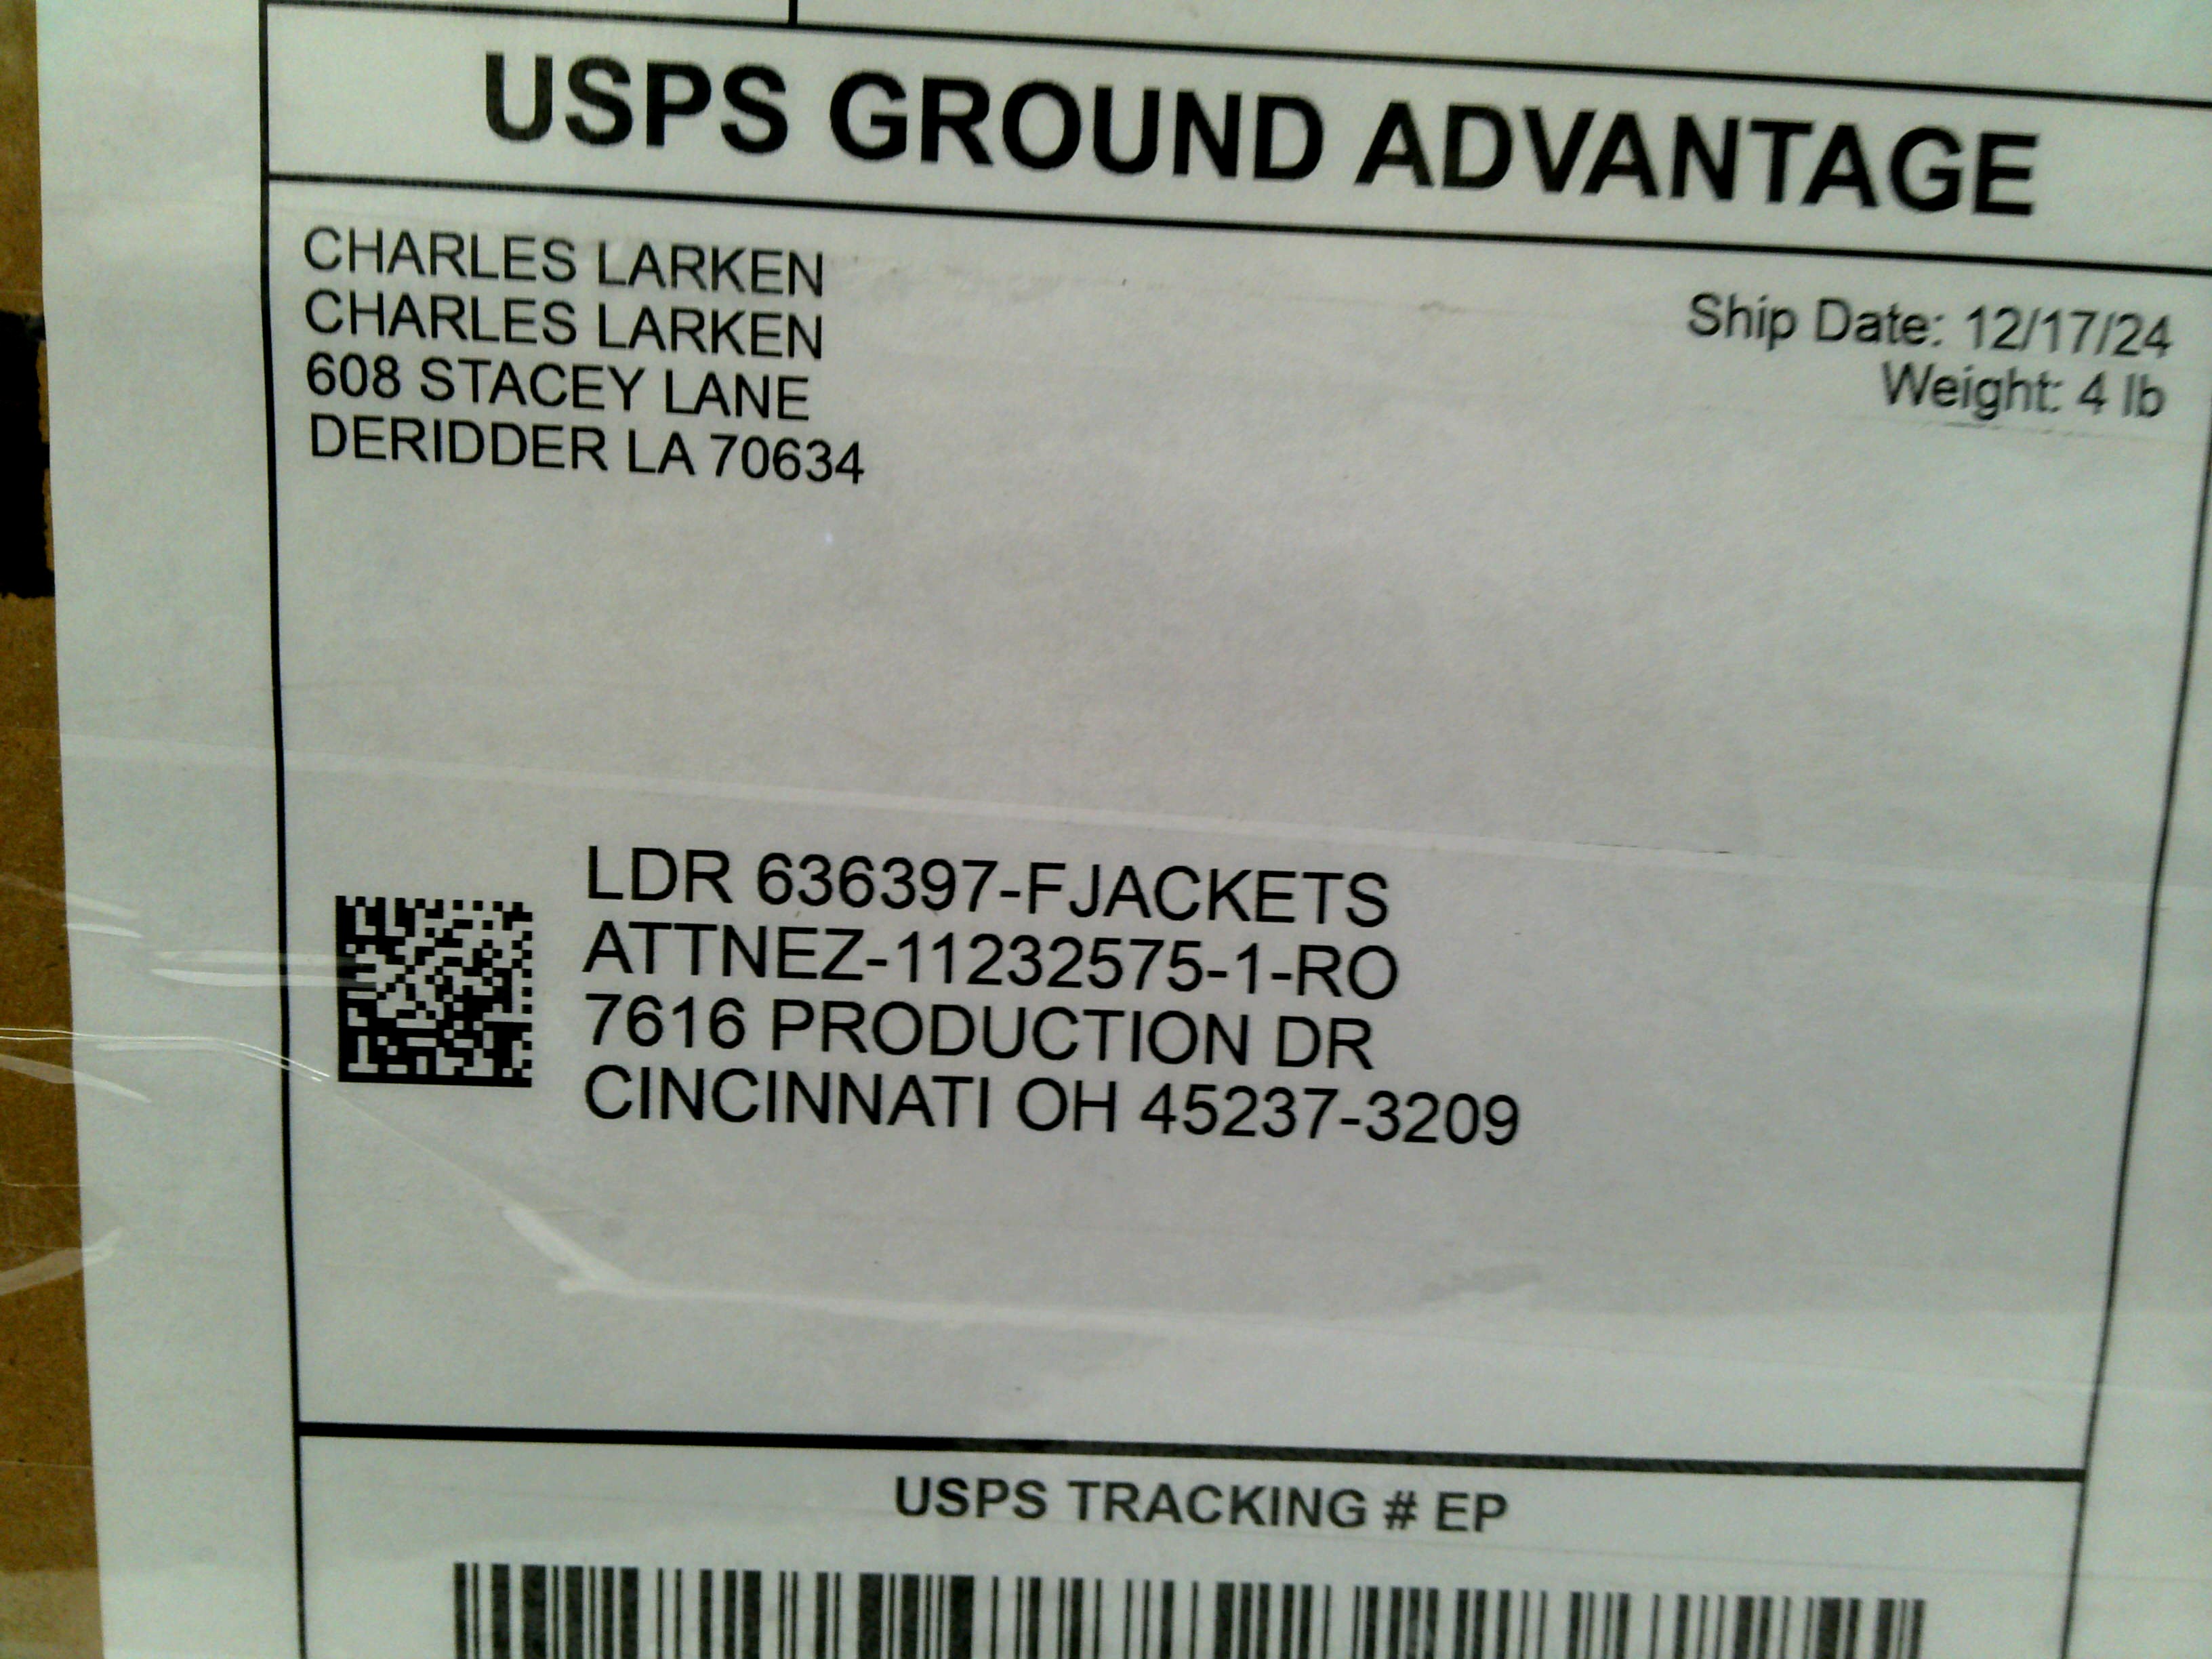 USPS GROUND ADVANTAGE
CHARLES LARKEN
CHARLES LARKEN
608 STACEY LANE
DERIDDER LA 70634
Ship Date: 12/17/24
Weight: 4 lb
LDR 636397-FJACKETS
ATTNEZ-11232575-1-RO
7616 PRODUCTION DR
CINCINNATI OH 45237-3209
USPS TRACKING # EP